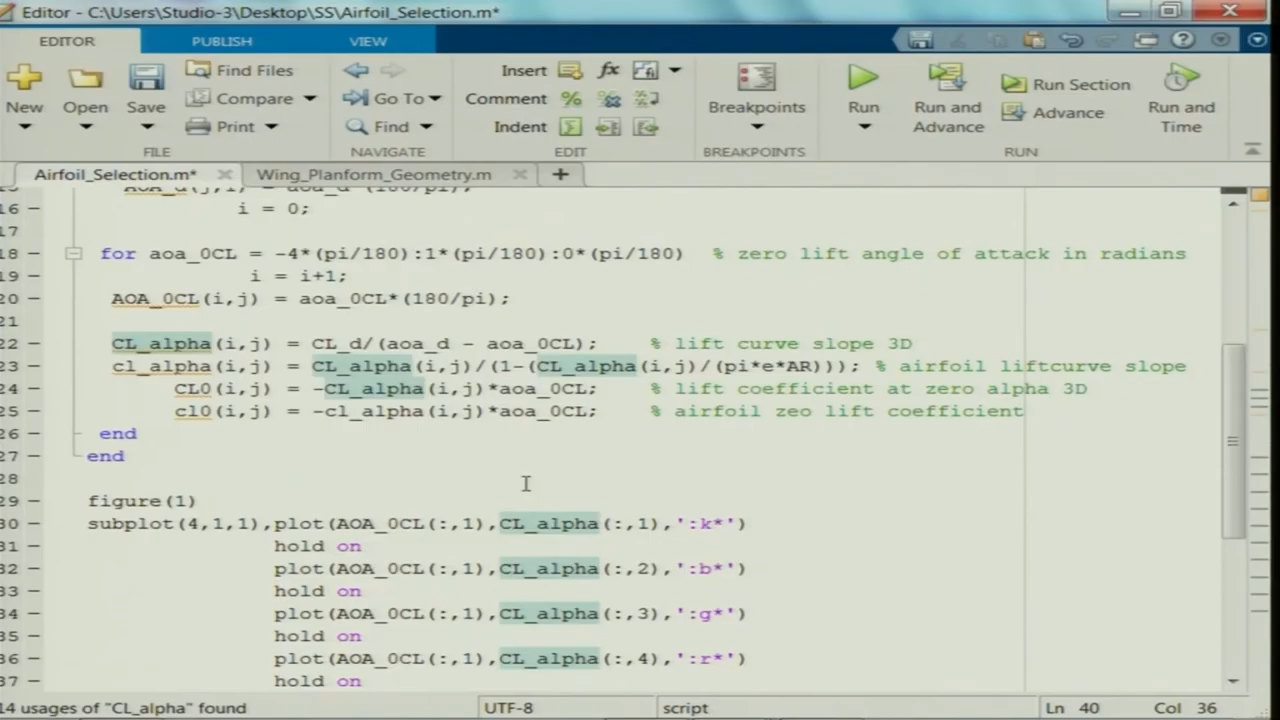 Editor - C:\Users\Studio-3\Desktop\SS\Airfoil_Selection.m*
EDITOR PUBLISH VIEW
New Open Save Find Files Compare Print
Go To Find
Insert fx
Comment %
Indent
Breakpoints
Run Run and Advance Run Section Advance Run and Time
FILE NAVIGATE EDIT BREAKPOINTS RUN
Airfoil_Selection.m* Wing_Planform_Geometry.m
16 – i = 0;
17
18 – for aoa_0CL = -4*(pi/180):1*(pi/180):0*(pi/180) % zero lift angle of attack in radians
19 – i = i+1;
20 – AOA_0CL(i,j) = aoa_0CL*(180/pi);
21
22 – CL_alpha(i,j) = CL_d/(aoa_d - aoa_0CL); % lift curve slope 3D
23 – cl_alpha(i,j) = CL_alpha(i,j)/(1-(CL_alpha(i,j)/(pi*e*AR))); % airfoil liftcurve slope
24 – CL0(i,j) = -CL_alpha(i,j)*aoa_0CL; % lift coefficient at zero alpha 3D
25 – cl0(i,j) = -cl_alpha(i,j)*aoa_0CL; % airfoil zeo lift coefficient
26 – end
27 – end
28
29 – figure(1)
30 – subplot(4,1,1),plot(AOA_0CL(:,1),CL_alpha(:,1),':k*')
31 – hold on
32 – plot(AOA_0CL(:,1),CL_alpha(:,2),':b*')
33 – hold on
34 – plot(AOA_0CL(:,1),CL_alpha(:,3),':g*')
35 – hold on
36 – plot(AOA_0CL(:,1),CL_alpha(:,4),':r*')
37 – hold on
14 usages of "CL_alpha" found UTF-8 script Ln 40 Col 36